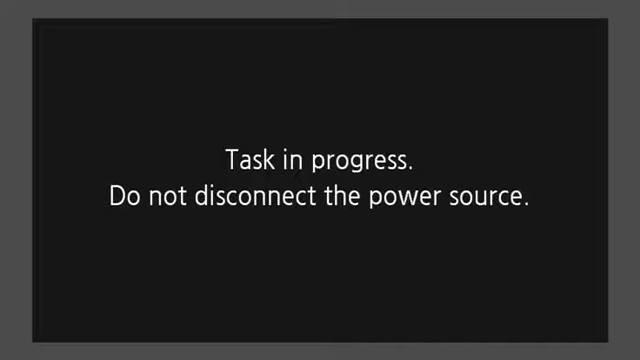 Task in progress.
Do not disconnect the power source.